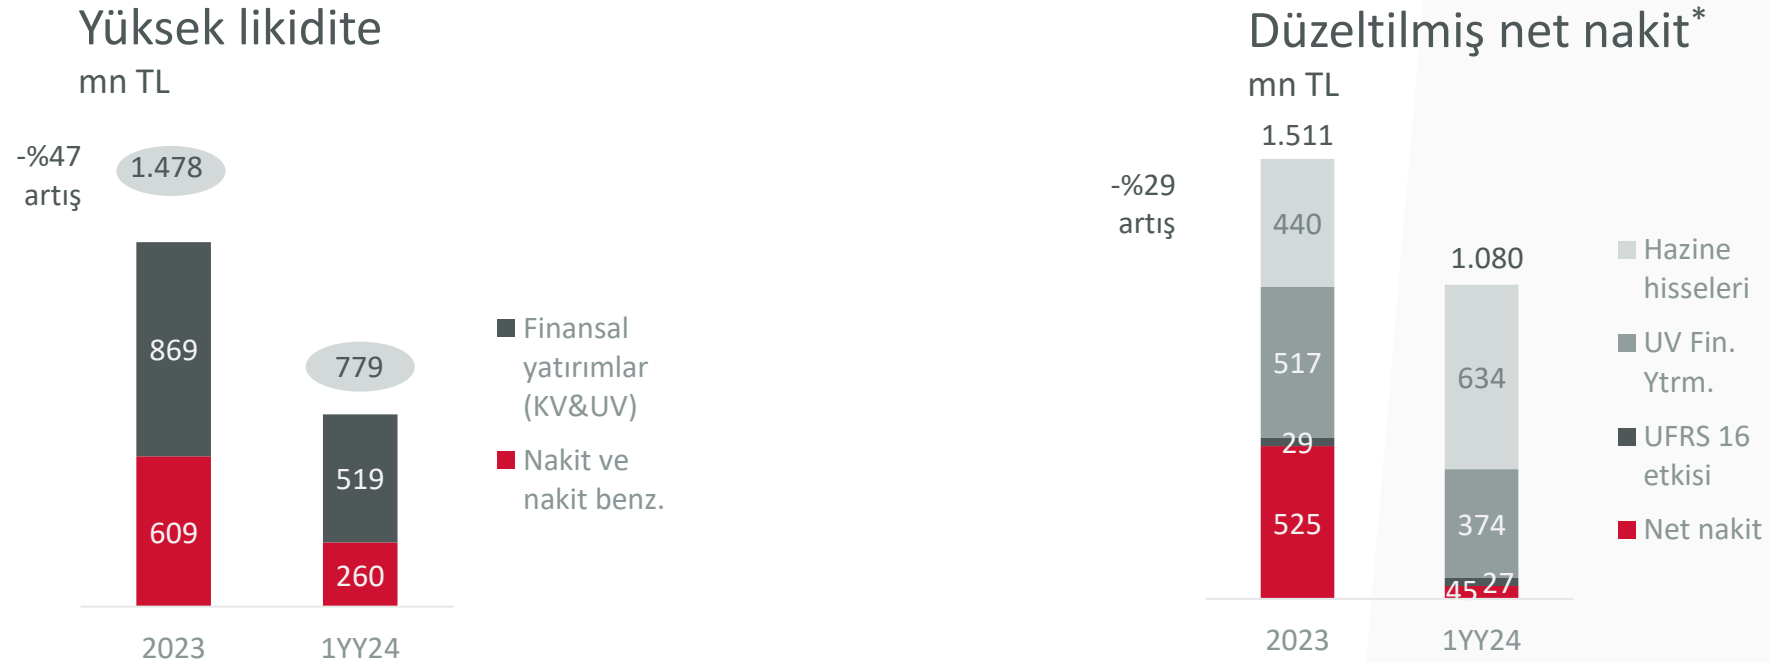 Yüksek likidite
mn TL
-%47
artış
1.478
869
609
779
519
260
2023
1YY24
Finansal
yatırımlar
(KV&UV)
Nakit ve
nakit benz.
Düzeltilmiş net nakit*
mn TL
-%29
artış
1.511
440
517
29
525
1.080
634
374
27
45
2023
1YY24
Hazine
hisseleri
UV Fin.
Ytrm.
UFRS 16
etkisi
Net nakit